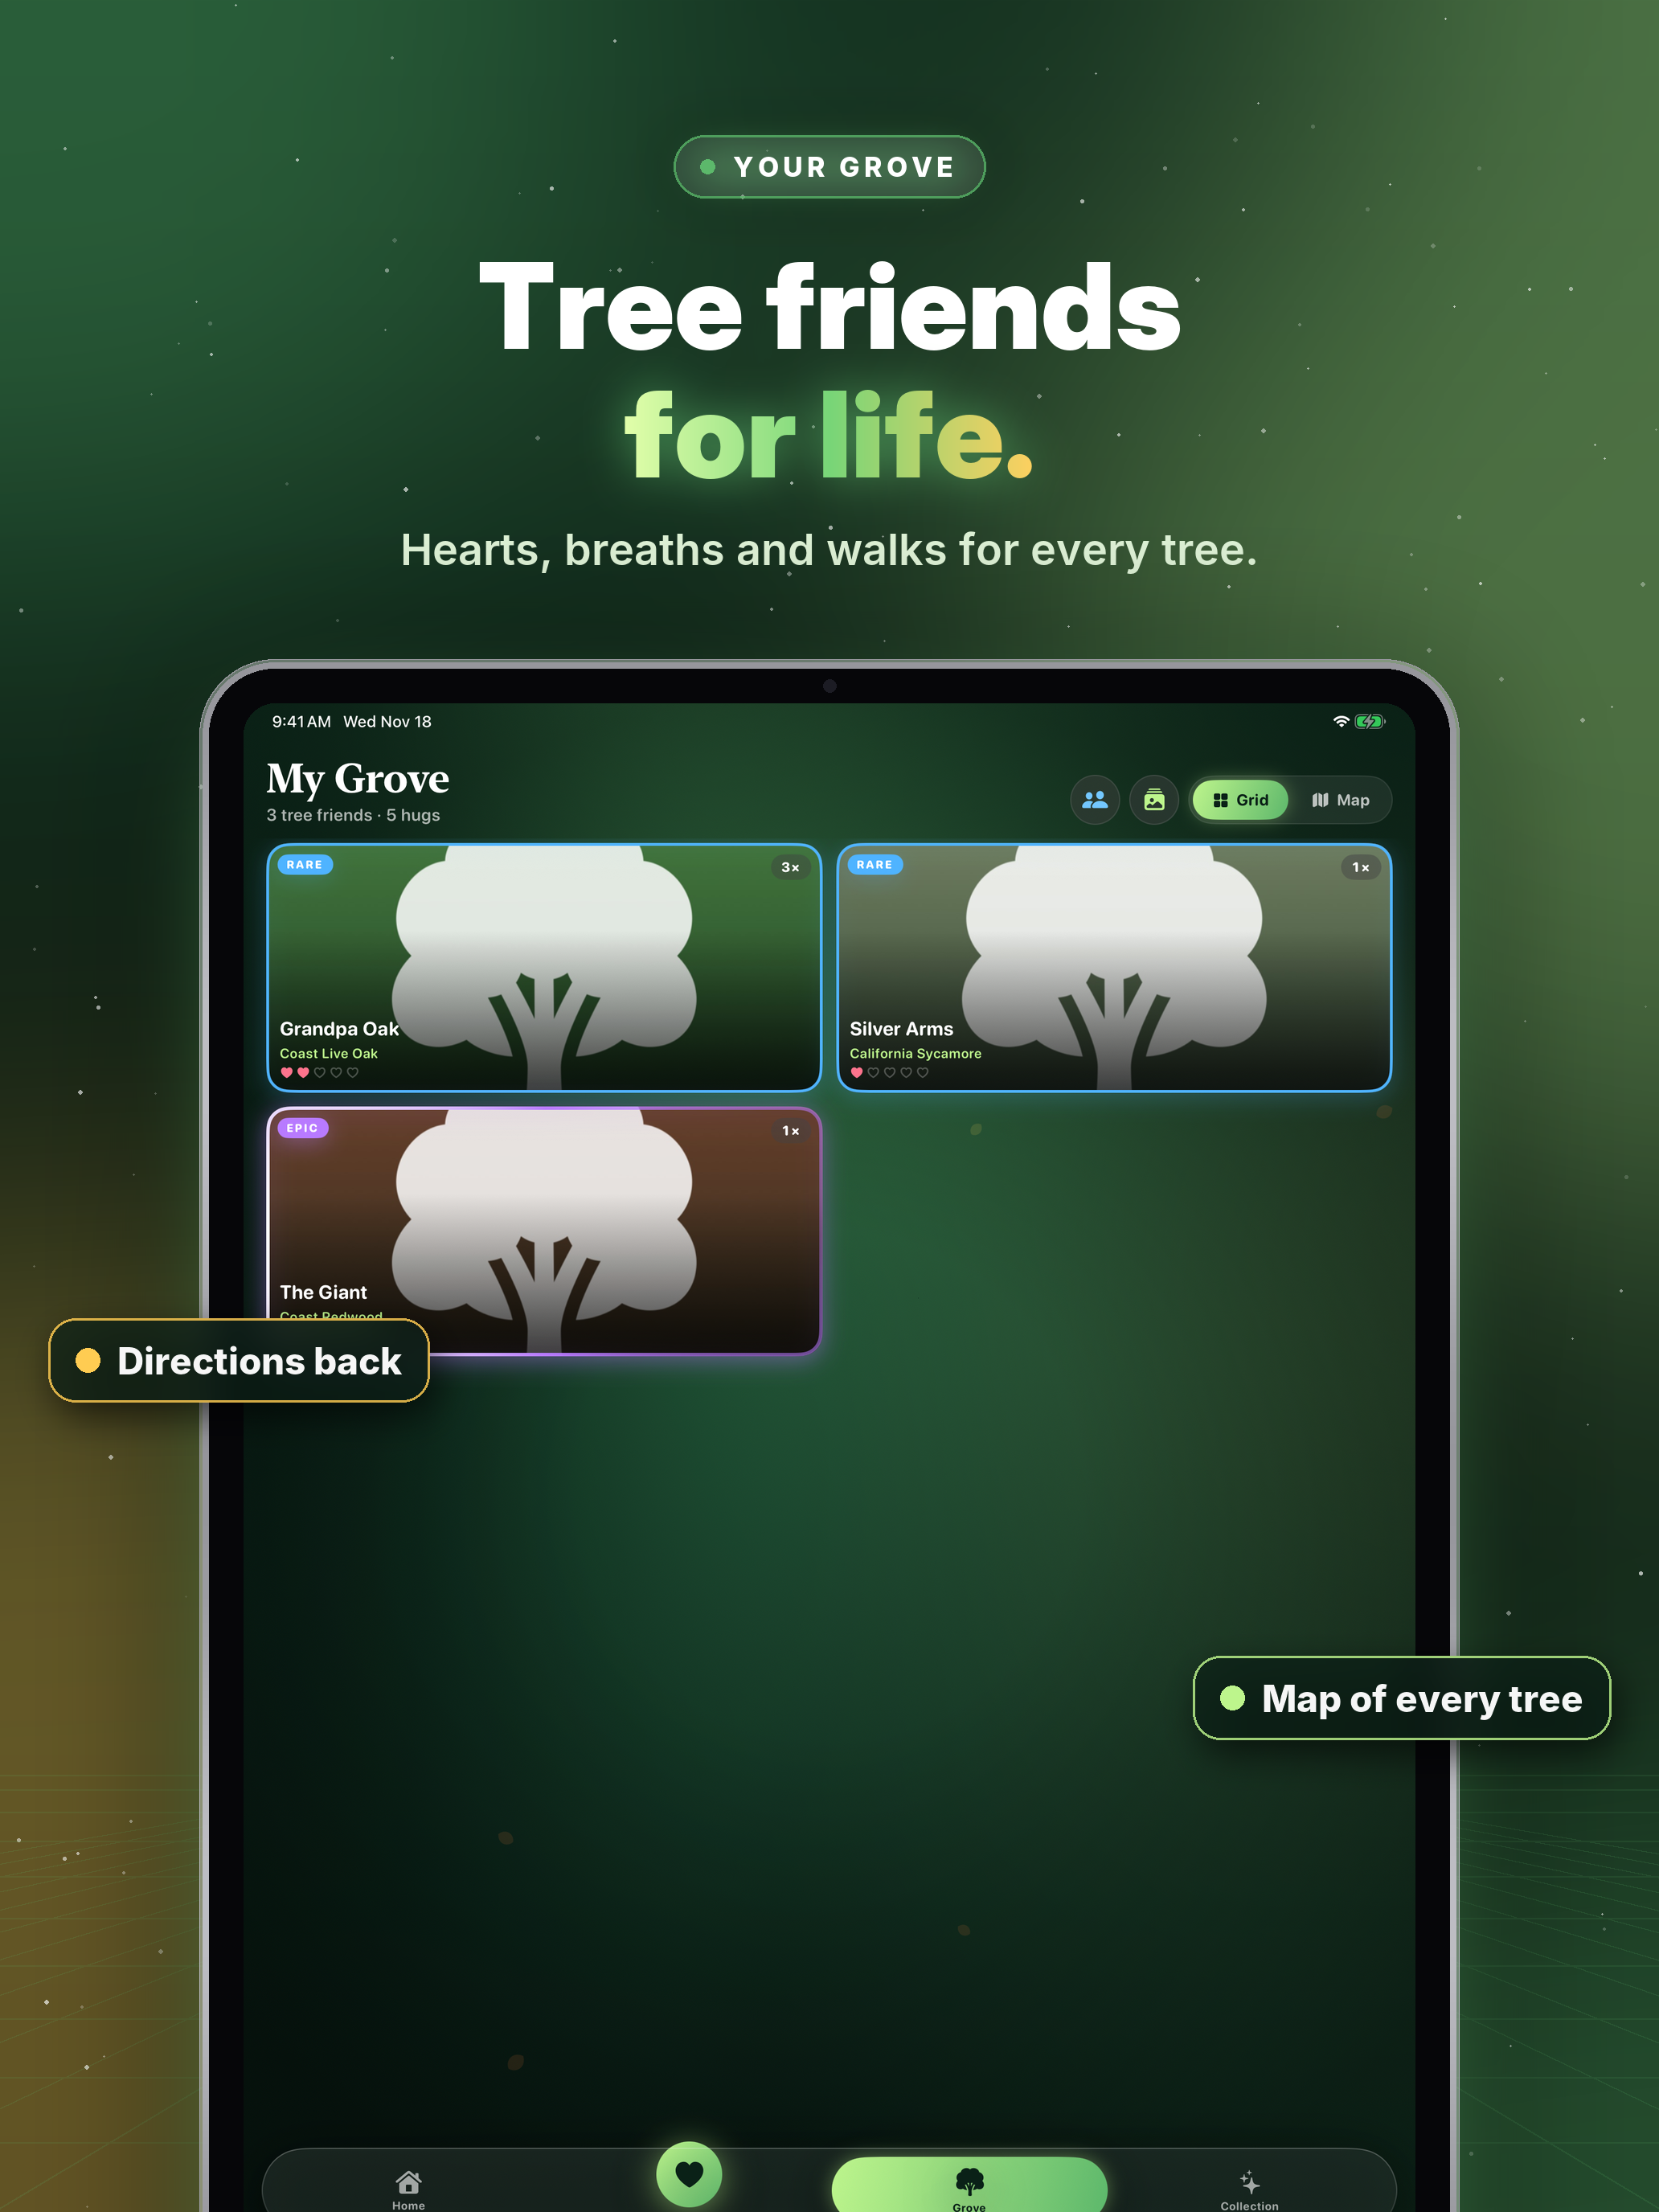 YOUR GROVE
Tree friends
for life.
Hearts, breaths and walks for every tree.
9:41 AM Wed Nov 18
My Grove
3 tree friends · 5 hugs
Grid
Map
RARE
3×
Grandpa Oak
Coast Live Oak
RARE
1×
Silver Arms
California Sycamore
EPIC
1×
The Giant
Coast Redwood
Directions back
Map of every tree
Home
Grove
Collection